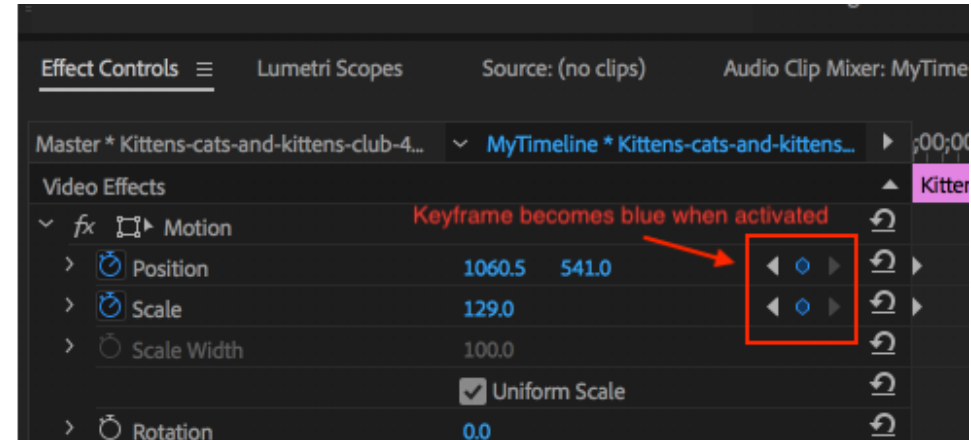 Effect Controls Lumetri Scopes Source: (no clips) Audio Clip Mixer: MyTime
Master * Kittens-cats-and-kittens-club-4... MyTimeline * Kittens-cats-and-kittens... ;00;00
Video Effects Kitter
fx Motion Keyframe becomes blue when activated
Position 1060.5 541.0
Scale 129.0
Scale Width 100.0
Uniform Scale
Rotation 0.0